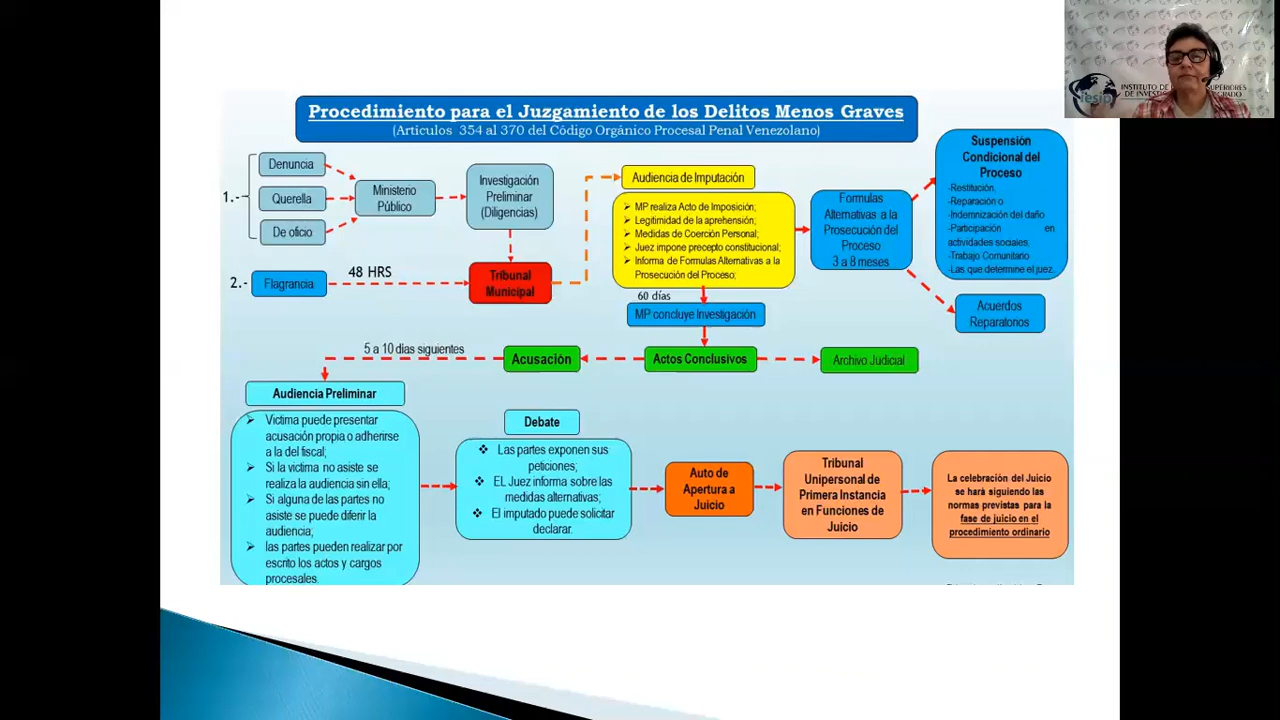 Procedimiento para el Juzgamiento de los Delitos Menos Graves
(Artículos 354 al 370 del Código Orgánico Procesal Penal Venezolano)
1.-
Denuncia
Querella
De oficio
Ministerio
Público
Investigación
Preliminar
(Diligencias)
2.-
Flagrancia
48 HRS
Tribunal
Municipal
Audiencia de Imputación
MP realiza Acto de Imposición;
Legitimidad de la aprehensión;
Medidas de Coerción Personal;
Juez impone precepto constitucional;
Informa de Formulas Alternativas a la
Prosecución del Proceso;
Formulas
Alternativas a la
Prosecución del
Proceso
3 a 8 meses
Suspensión
Condicional del
Proceso
-Restitución,
-Reparación o
-Indemnización del daño
-Participación en
actividades sociales,
-Trabajo Comunitario
-Las que determine el juez.
Acuerdos
Reparatorios
60 días
MP concluye Investigación
Actos Conclusivos
Archivo Judicial
Acusación
5 a 10 días siguientes
Audiencia Preliminar
Victima puede presentar
acusación propia o adherirse
a la del fiscal;
Si la victima no asiste se
realiza la audiencia sin ella;
Si alguna de las partes no
asiste se puede diferir la
audiencia;
las partes pueden realizar por
escrito los actos y cargos
procesales.
Debate
Las partes exponen sus
peticiones;
EL Juez informa sobre las
medidas alternativas;
El imputado puede solicitar
declarar.
Auto de
Apertura a
Juicio
Tribunal
Unipersonal de
Primera Instancia
en Funciones de
Juicio
La celebración del Juicio
se hará siguiendo las
normas previstas para la
fase de juicio en el
procedimiento ordinario
iesip
INSTITUTO DE
SUPERIORES
DE INVES